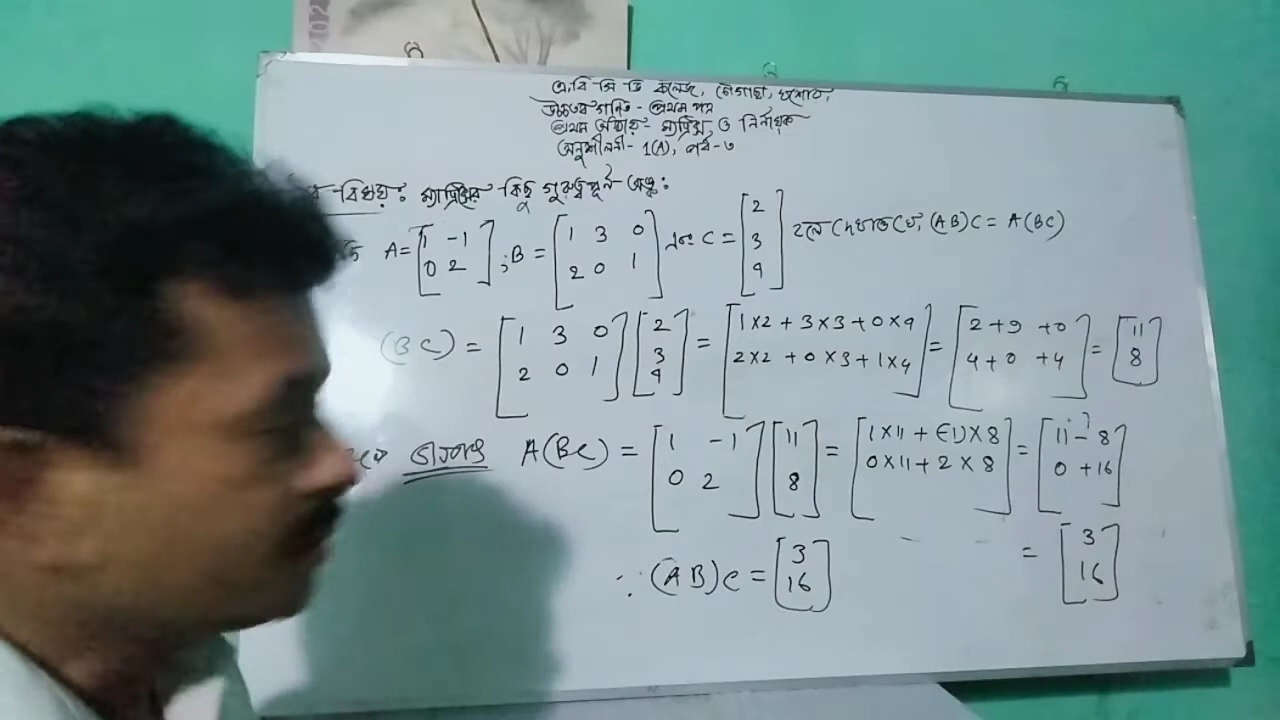 এ.বি সি ডি কলেজ,
উচ্চতর গণিত - প্রথম পত্র
প্রথম অধ্যায় - ম্যাট্রিক্স ও নির্ণায়ক
অনুশীলনী - 1(A), পর্ব - ৩
বিষয় : ম্যাট্রিক্সের কিছু গুরুত্বপূর্ণ অঙ্ক :
A = [1 -1; 0 2] ; B = [1 3 0; 2 0 1] এবং C = [2; 3; 4] হলে দেখাও যে, (AB)C = A(BC)
(BC) = [1 3 0; 2 0 1] [2; 3; 4] = [1×2 + 3×3 + 0×4; 2×2 + 0×3 + 1×4] = [2 + 9 + 0; 4 + 0 + 4] = [11; 8]
A(BC) = [1 -1; 0 2] [11; 8] = [1×11 + (-1)×8; 0×11 + 2×8] = [11 - 8; 0 + 16]
∴ (AB)C = [3; 16] = [3; 16]